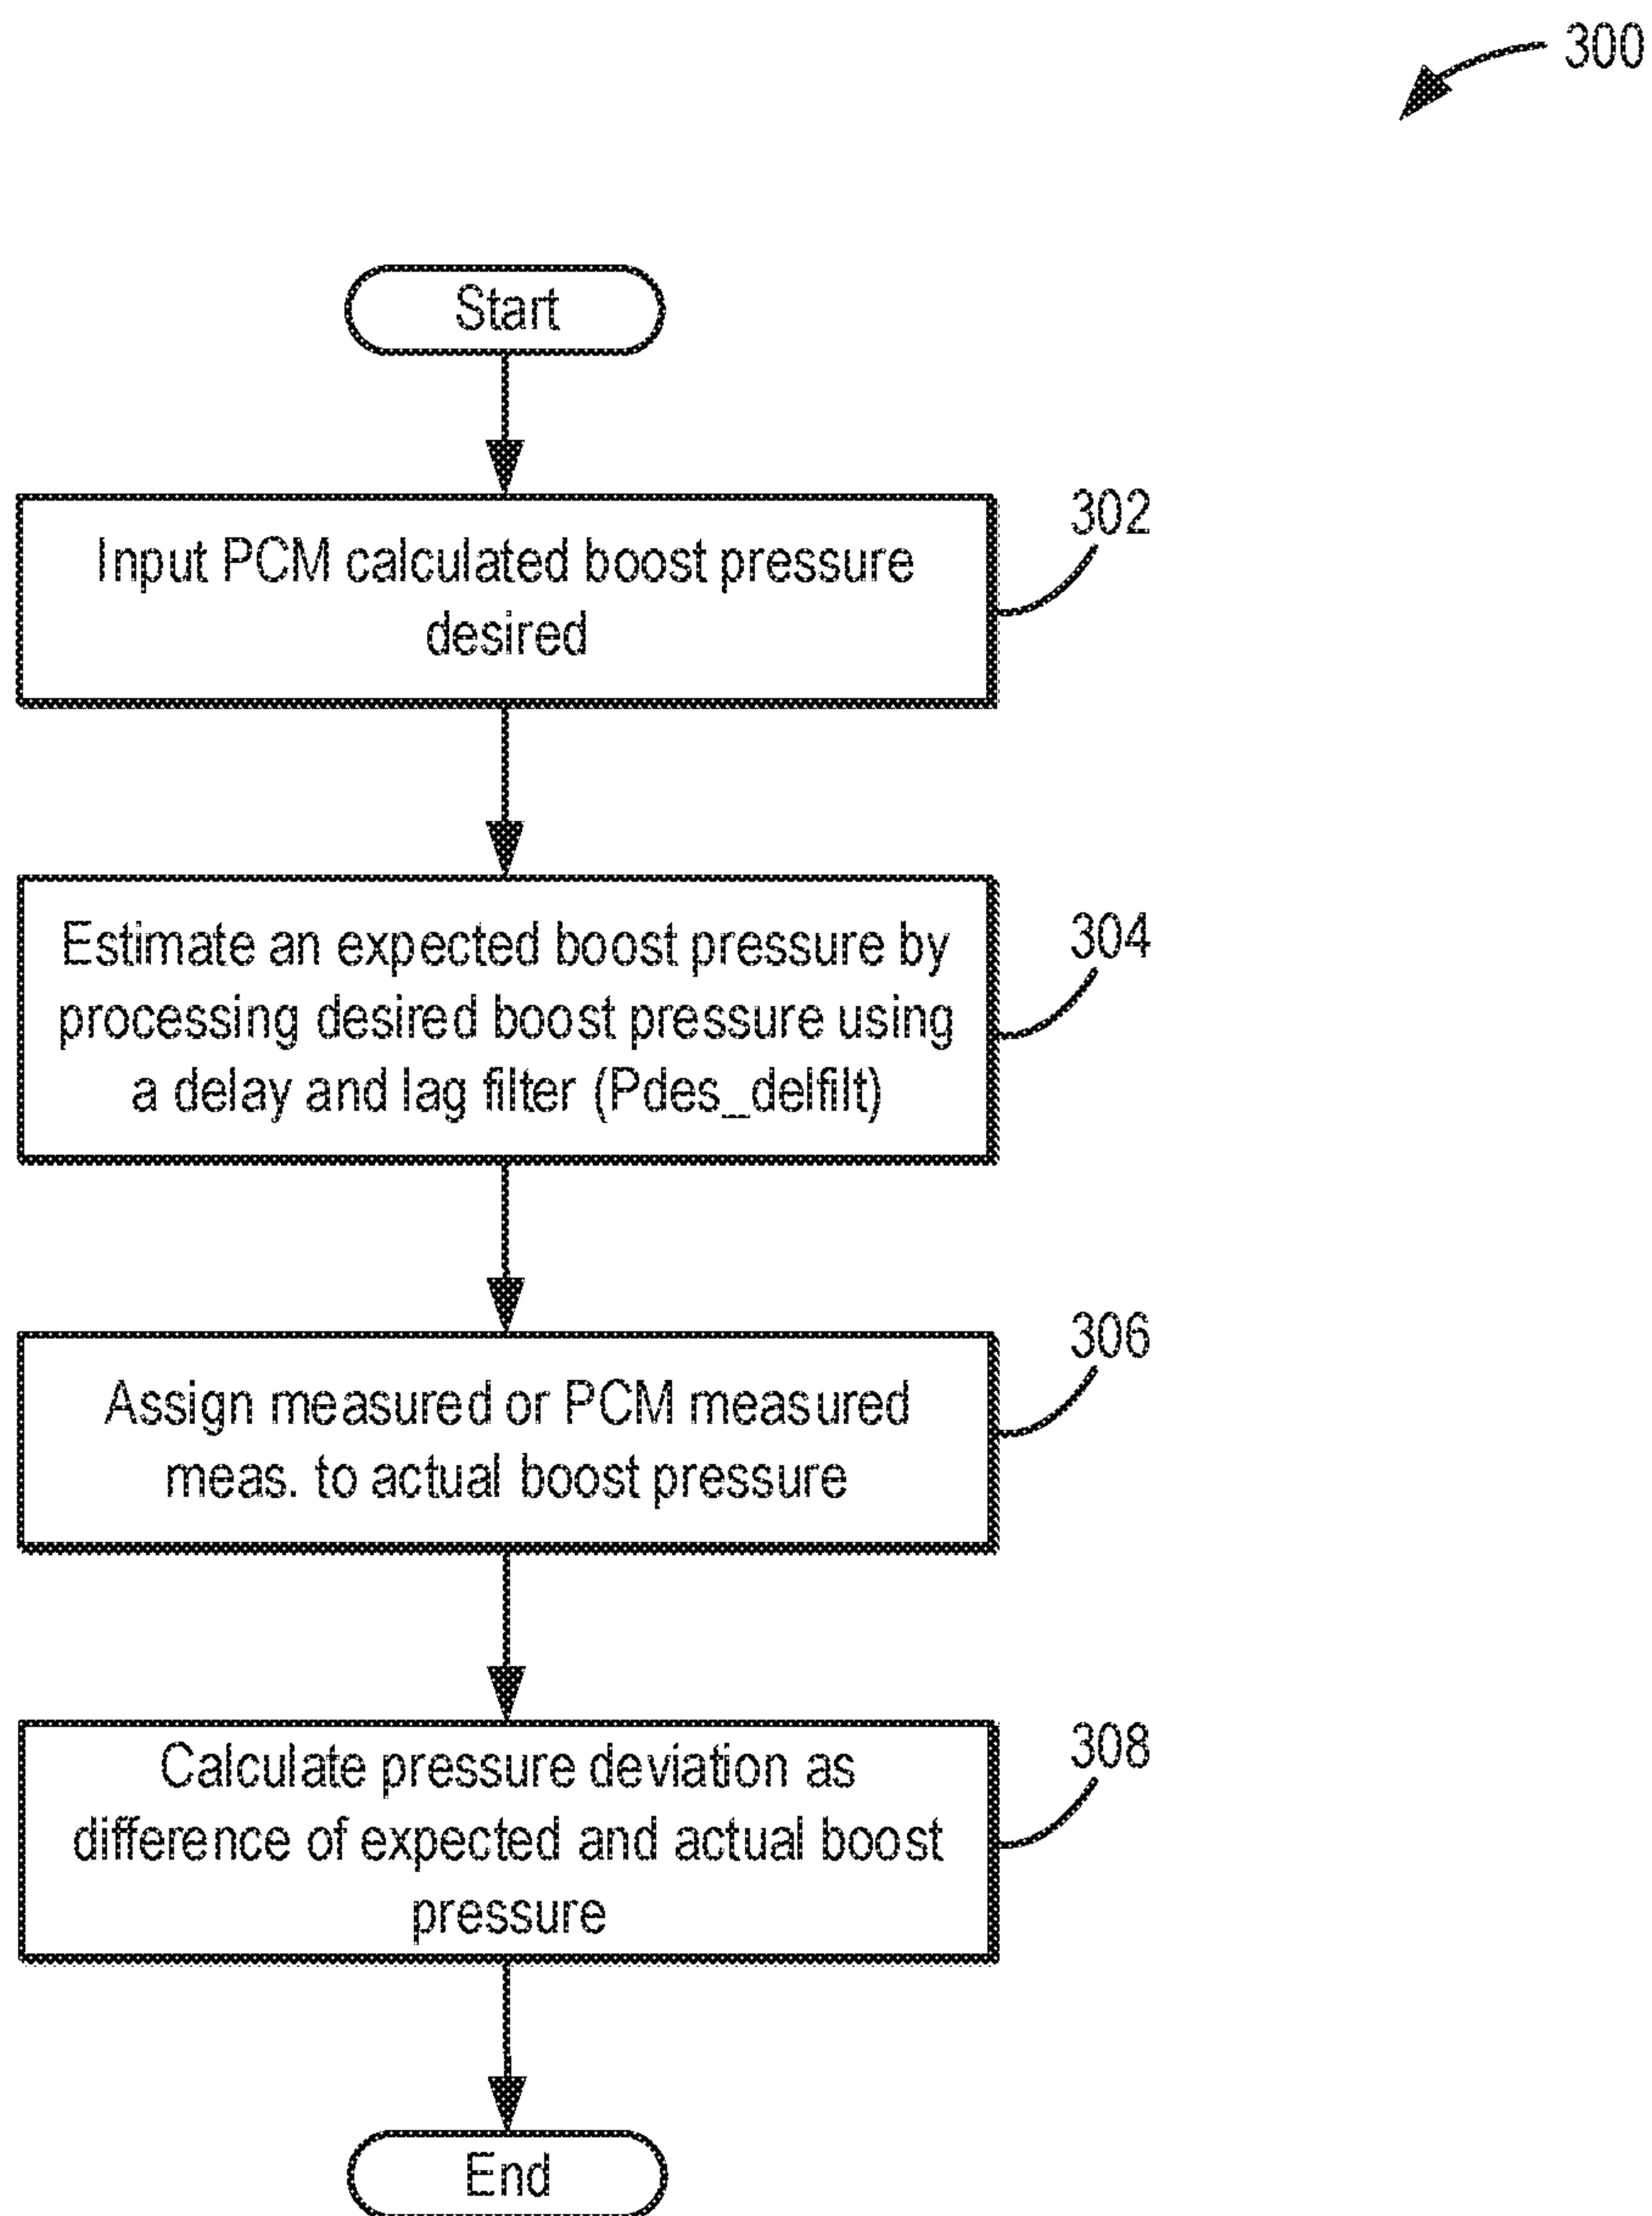 300
Start
Input PCM calculated boost pressure
desired
302
Estimate an expected boost pressure by
processing desired boost pressure using
a delay and lag filter (Pdes_delfilt)
304
Assign measured or PCM measured
meas. to actual boost pressure
306
Calculate pressure deviation as
difference of expected and actual boost
pressure
308
End